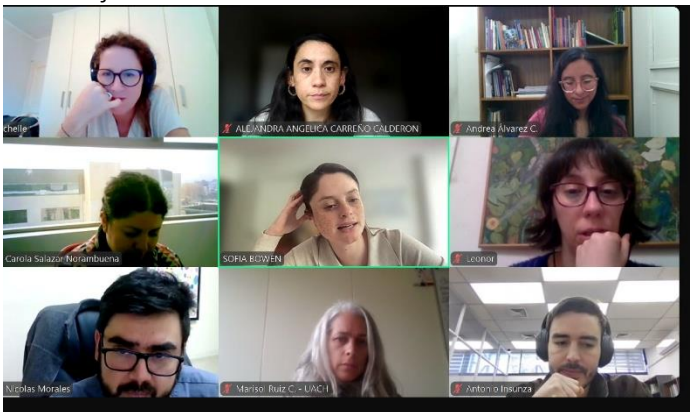 chelle
ALEJANDRA ANGELICA CARREÑO CALDERON
Andrea Álvarez C.
Carola Salazar Norambuena
SOFIA BOWEN
Leonor
Nicolas Morales
Marisol Ruiz C. - UACH
Antonio Insunza